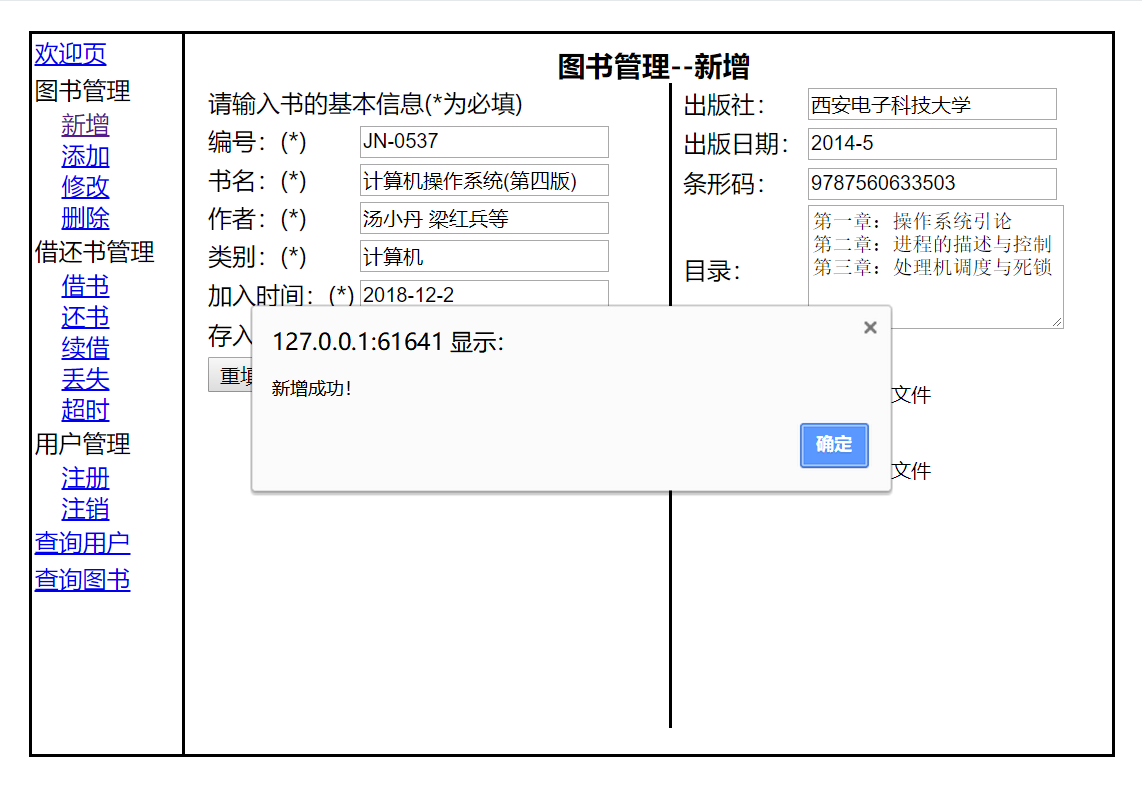 欢迎页
图书管理
新增
添加
修改
删除
借还书管理
借书
还书
续借
丢失
超时
用户管理
注册
注销
查询用户
查询图书
图书管理--新增
请输入书的基本信息(*为必填)
编号：(*) JN-0537
书名：(*) 计算机操作系统(第四版)
作者：(*) 汤小丹 梁红兵等
类别：(*) 计算机
加入时间：(*) 2018-12-2
存入
重填
出版社： 西安电子科技大学
出版日期： 2014-5
条形码： 9787560633503
目录：
第一章：操作系统引论
第二章：进程的描述与控制
第三章：处理机调度与死锁
文件
文件
127.0.0.1:61641 显示:
新增成功!
确定